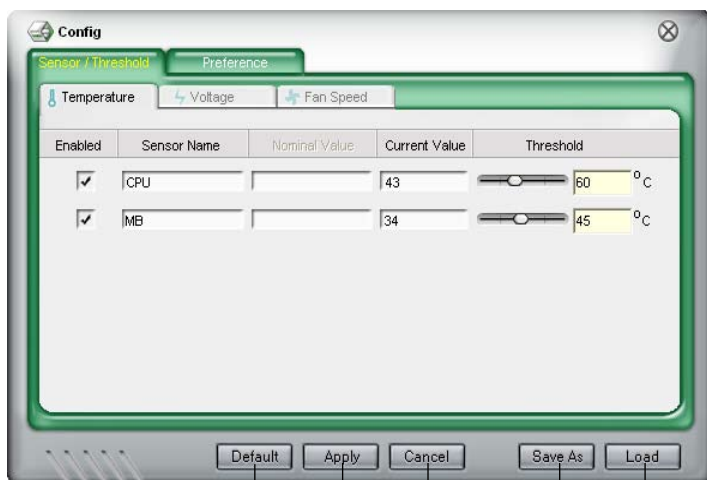 Config
Sensor / Threshold Preference
Temperature Voltage Fan Speed
Enabled Sensor Name Nominal Value Current Value Threshold
CPU 43 60 °C
MB 34 45 °C
Default Apply Cancel Save As Load